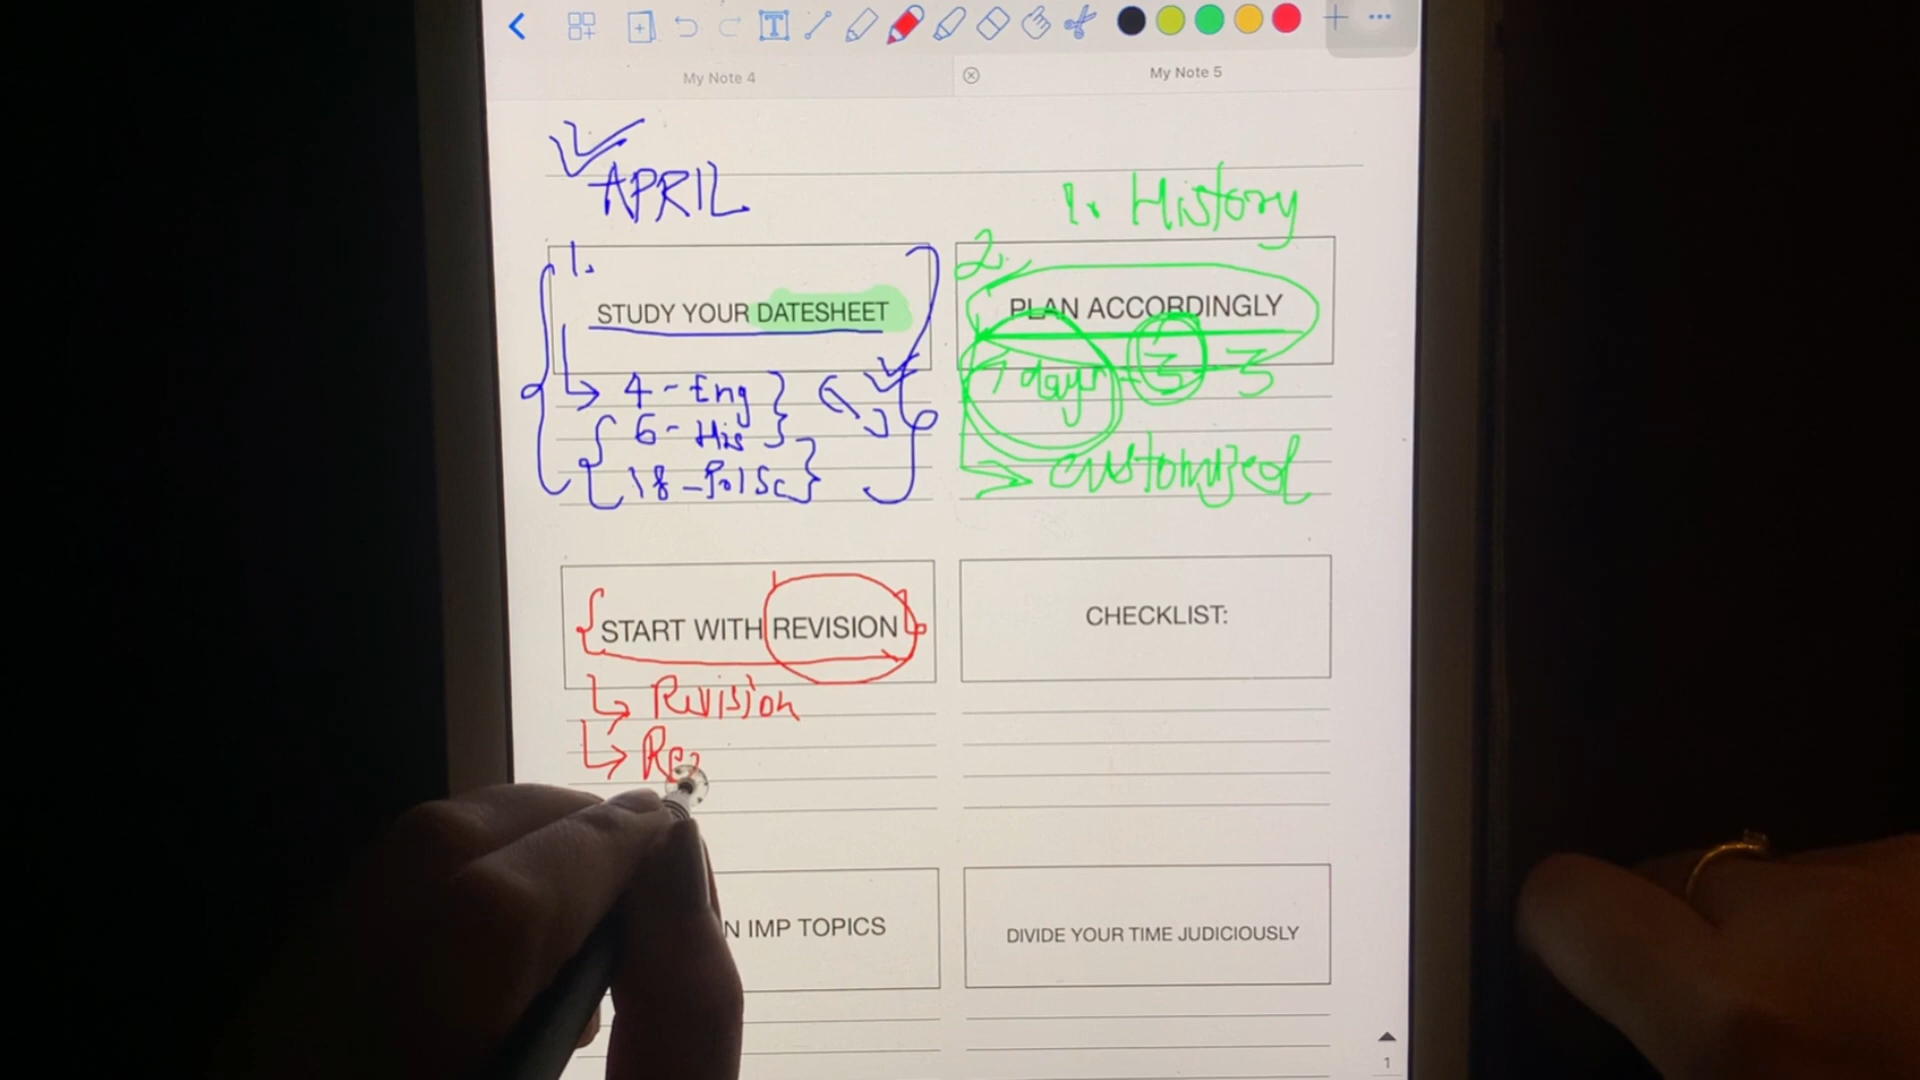 My Note 4
My Note 5
APRIL
1. History
1.
STUDY YOUR DATESHEET
4 - Eng
6 - His
18 - PolSc
2.
PLAN ACCORDINGLY
7 days - 3 - 3
customized
START WITH REVISION
Revision
Re
CHECKLIST:
N IMP TOPICS
DIVIDE YOUR TIME JUDICIOUSLY
1